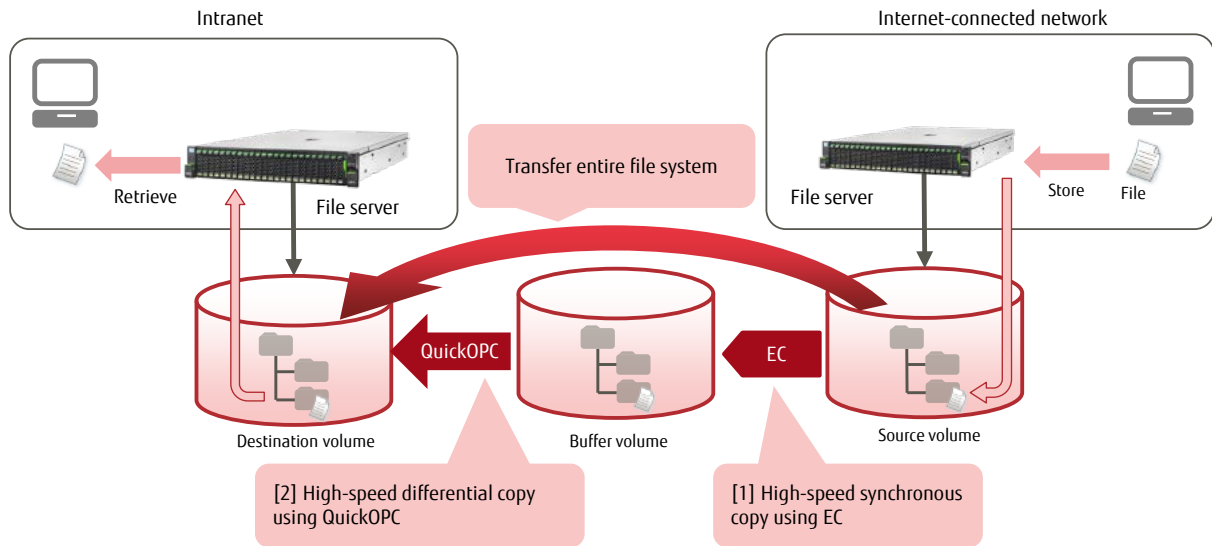 Intranet
Internet-connected network
Transfer entire file system
Retrieve
File server
File server
Store
File
QuickOPC
EC
Destination volume
Buffer volume
Source volume
[2] High-speed differential copy
using QuickOPC
[1] High-speed synchronous
copy using EC